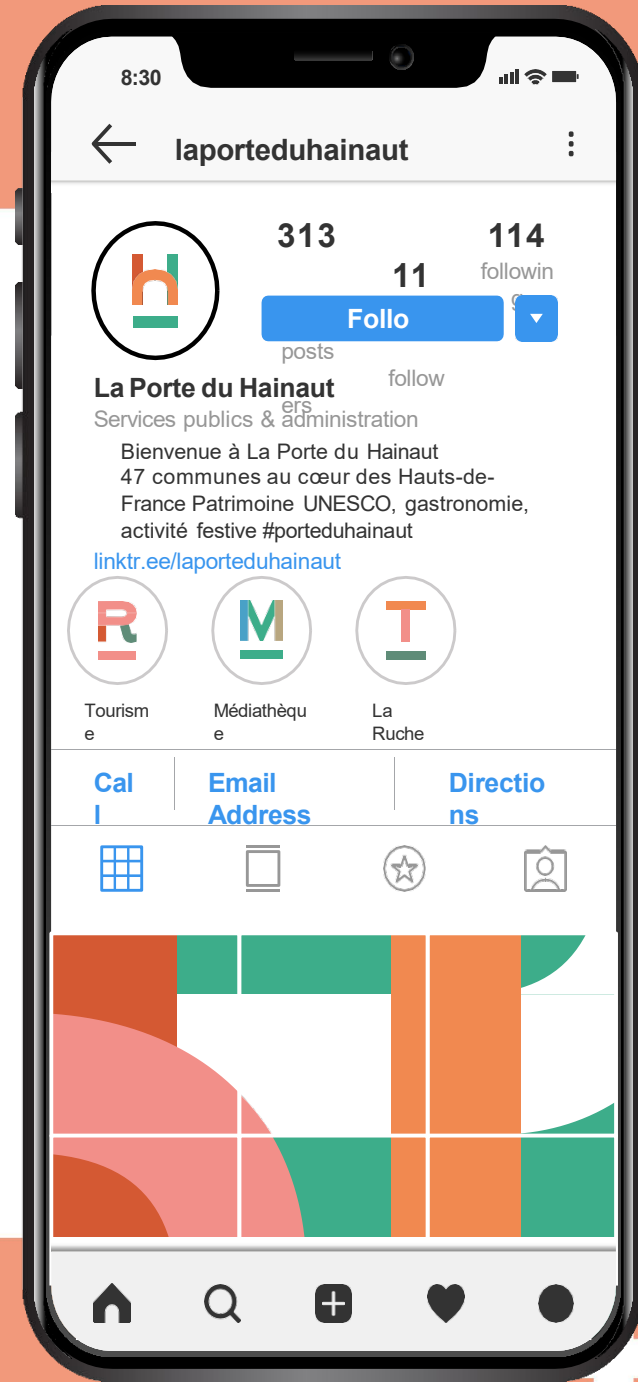 8:30
laporteduhainaut
313
114
11
followin
g
Follo
posts
follow
La Porte du Hainaut
ers
Services publics & administration
Bienvenue à La Porte du Hainaut
47 communes au cœur des Hauts-de-
France Patrimoine UNESCO, gastronomie,
activité festive #porteduhainaut
linktr.ee/laporteduhainaut
R
M
T
Tourism
e
Médiathèqu
e
La
Ruche
Cal
l
Email
Address
Directio
ns